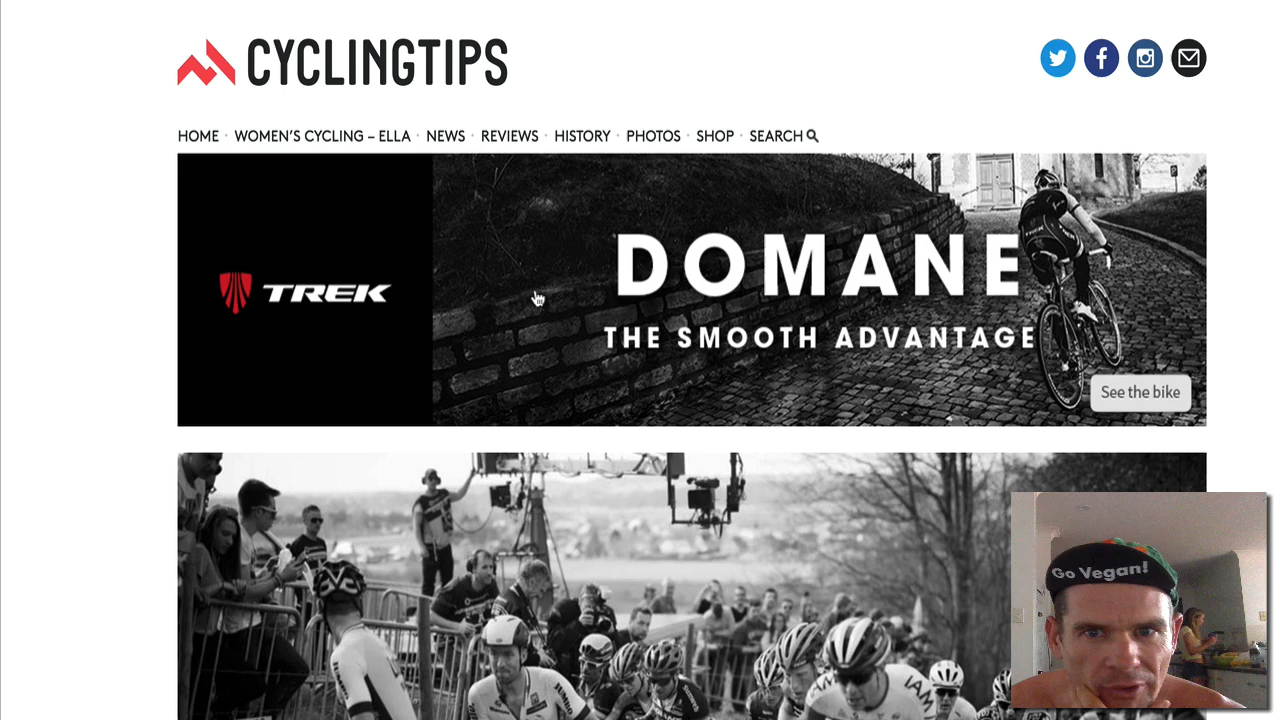 CYCLINGTIPS
HOME · WOMEN'S CYCLING – ELLA · NEWS · REVIEWS · HISTORY · PHOTOS · SHOP · SEARCH
TREK
DOMANE
THE SMOOTH ADVANTAGE
See the bike
IAM
Go Vegan!